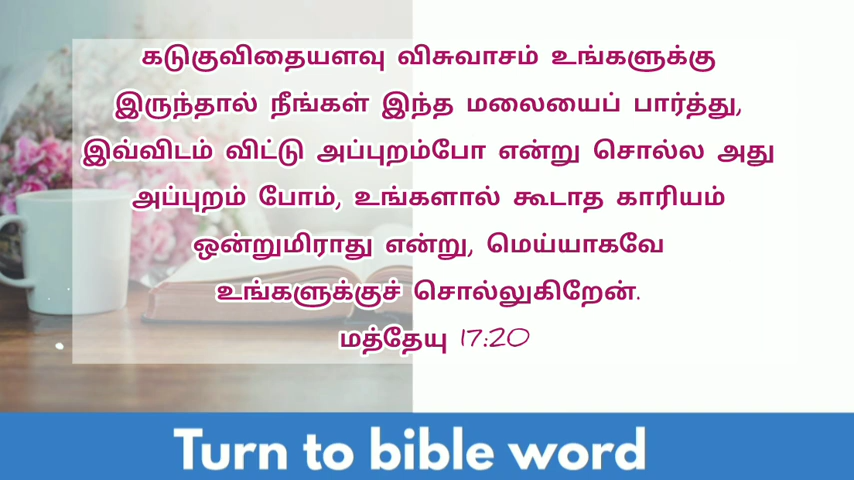 கடுகுவிதையளவு விசுவாசம் உங்களுக்கு
இருந்தால் நீங்கள் இந்த மலையைப் பார்த்து,
இவ்விடம் விட்டு அப்புறம்போ என்று சொல்ல அது
அப்புறம் போம், உங்களால் கூடாத காரியம்
ஒன்றுமிராது என்று, மெய்யாகவே
உங்களுக்குச் சொல்லுகிறேன்.
மத்தேயு 17:20
Turn to bible word